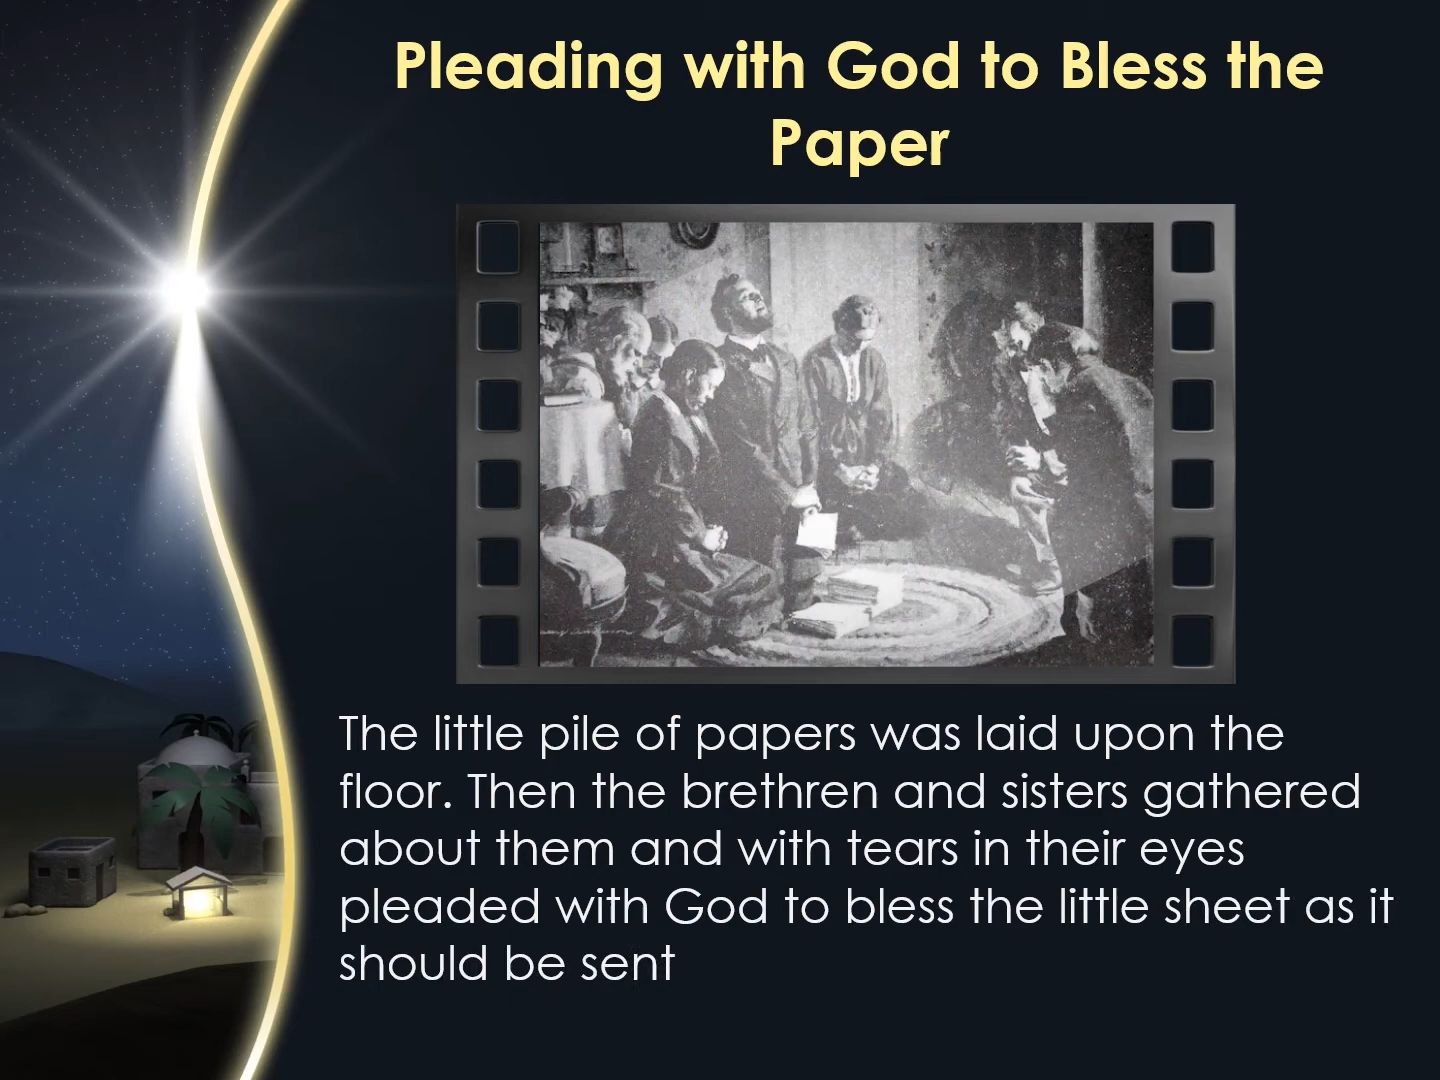 Pleading with God to Bless the
Paper
The little pile of papers was laid upon the
floor. Then the brethren and sisters gathered
about them and with tears in their eyes
pleaded with God to bless the little sheet as it
should be sent